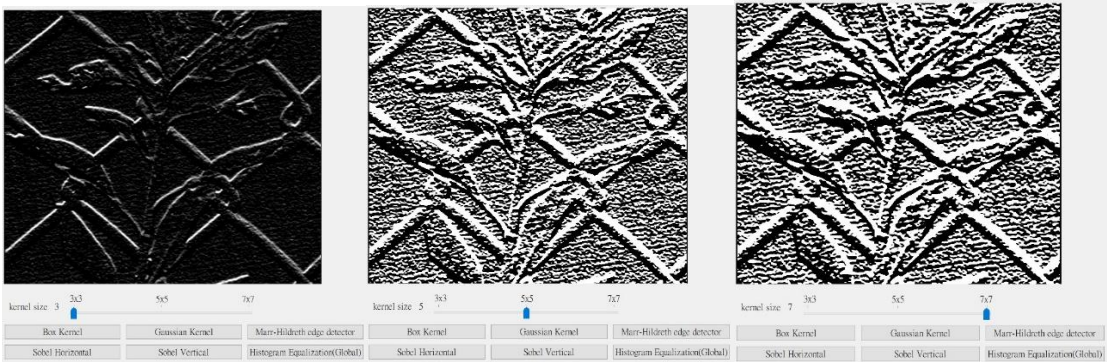 3x3 5x5 7x7
kernel size 3
Box Kernel Gaussian Kernel Marr-Hildreth edge detector
Sobel Horizontal Sobel Vertical Histogram Equalization(Global)
3x3 5x5 7x7
kernel size 5
Box Kernel Gaussian Kernel Marr-Hildreth edge detector
Sobel Horizontal Sobel Vertical Histogram Equalization(Global)
3x3 5x5 7x7
kernel size 7
Box Kernel Gaussian Kernel Marr-Hildreth edge detector
Sobel Horizontal Sobel Vertical Histogram Equalization(Global)